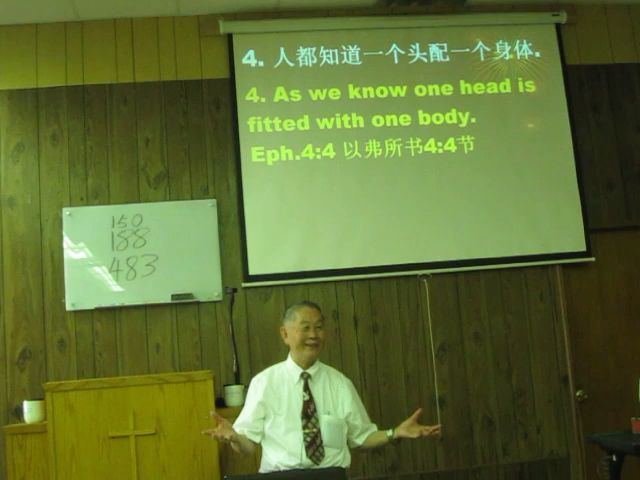 4. 人都知道一个头配一个身体.
4. As we know one head is
fitted with one body.
Eph.4:4 以弗所书4:4节
150
188
483